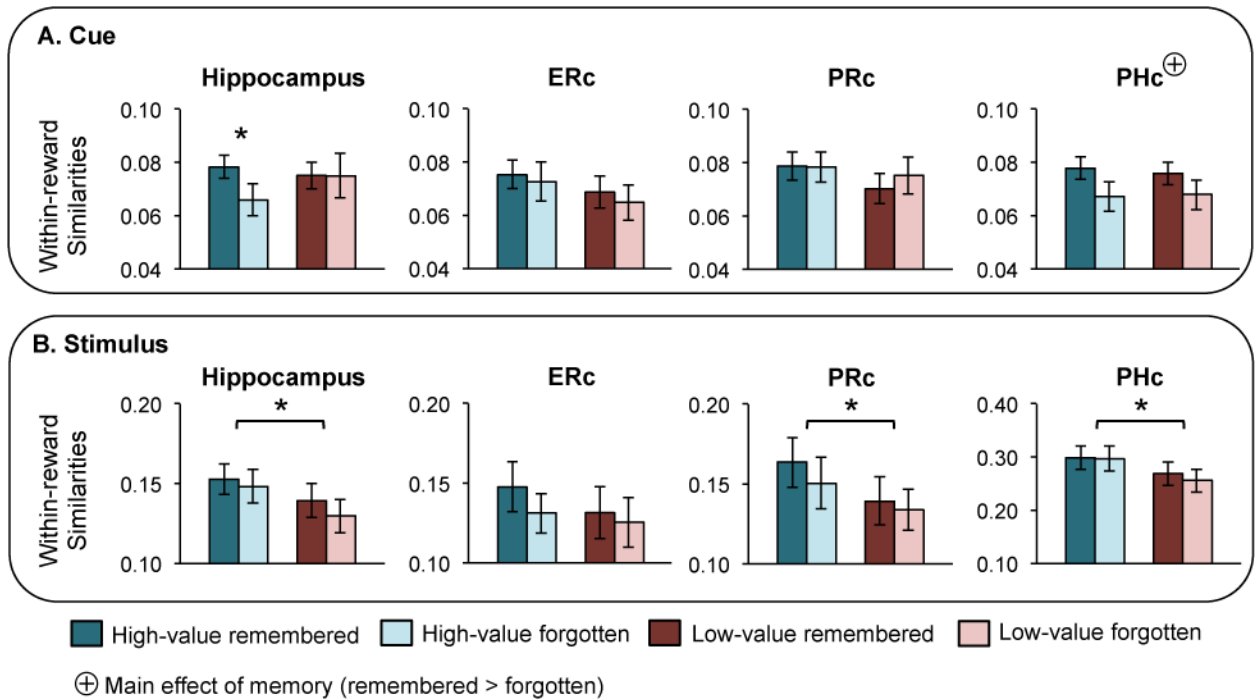 A. Cue
Hippocampus ERc PRc PHc⊕
Within-reward Similarities
0.10 0.10 0.10 0.10
*
0.08 0.08 0.08 0.08
0.06 0.06 0.06 0.06
0.04 0.04 0.04 0.04
B. Stimulus
Hippocampus ERc PRc PHc
Within-reward Similarities
0.20 0.20 0.20 0.40
* * *
0.30
0.15 0.15 0.15
0.20
0.10 0.10 0.10 0.10
High-value remembered High-value forgotten Low-value remembered Low-value forgotten
⊕ Main effect of memory (remembered > forgotten)